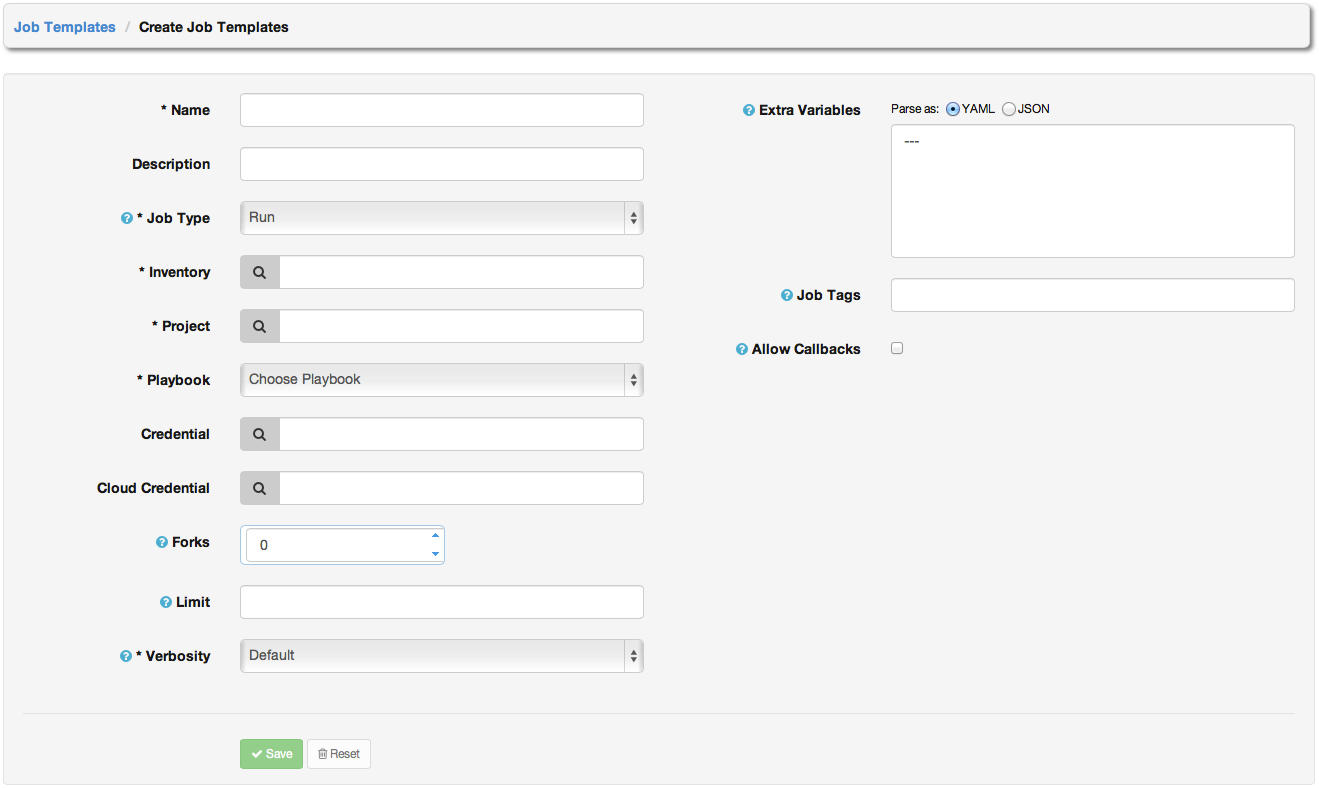 Job Templates / Create Job Templates
* Name
Description
? * Job Type Run
* Inventory
* Project
* Playbook Choose Playbook
Credential
Cloud Credential
? Forks 0
? Limit
? * Verbosity Default
? Extra Variables Parse as: YAML JSON
---
? Job Tags
? Allow Callbacks
Save Reset